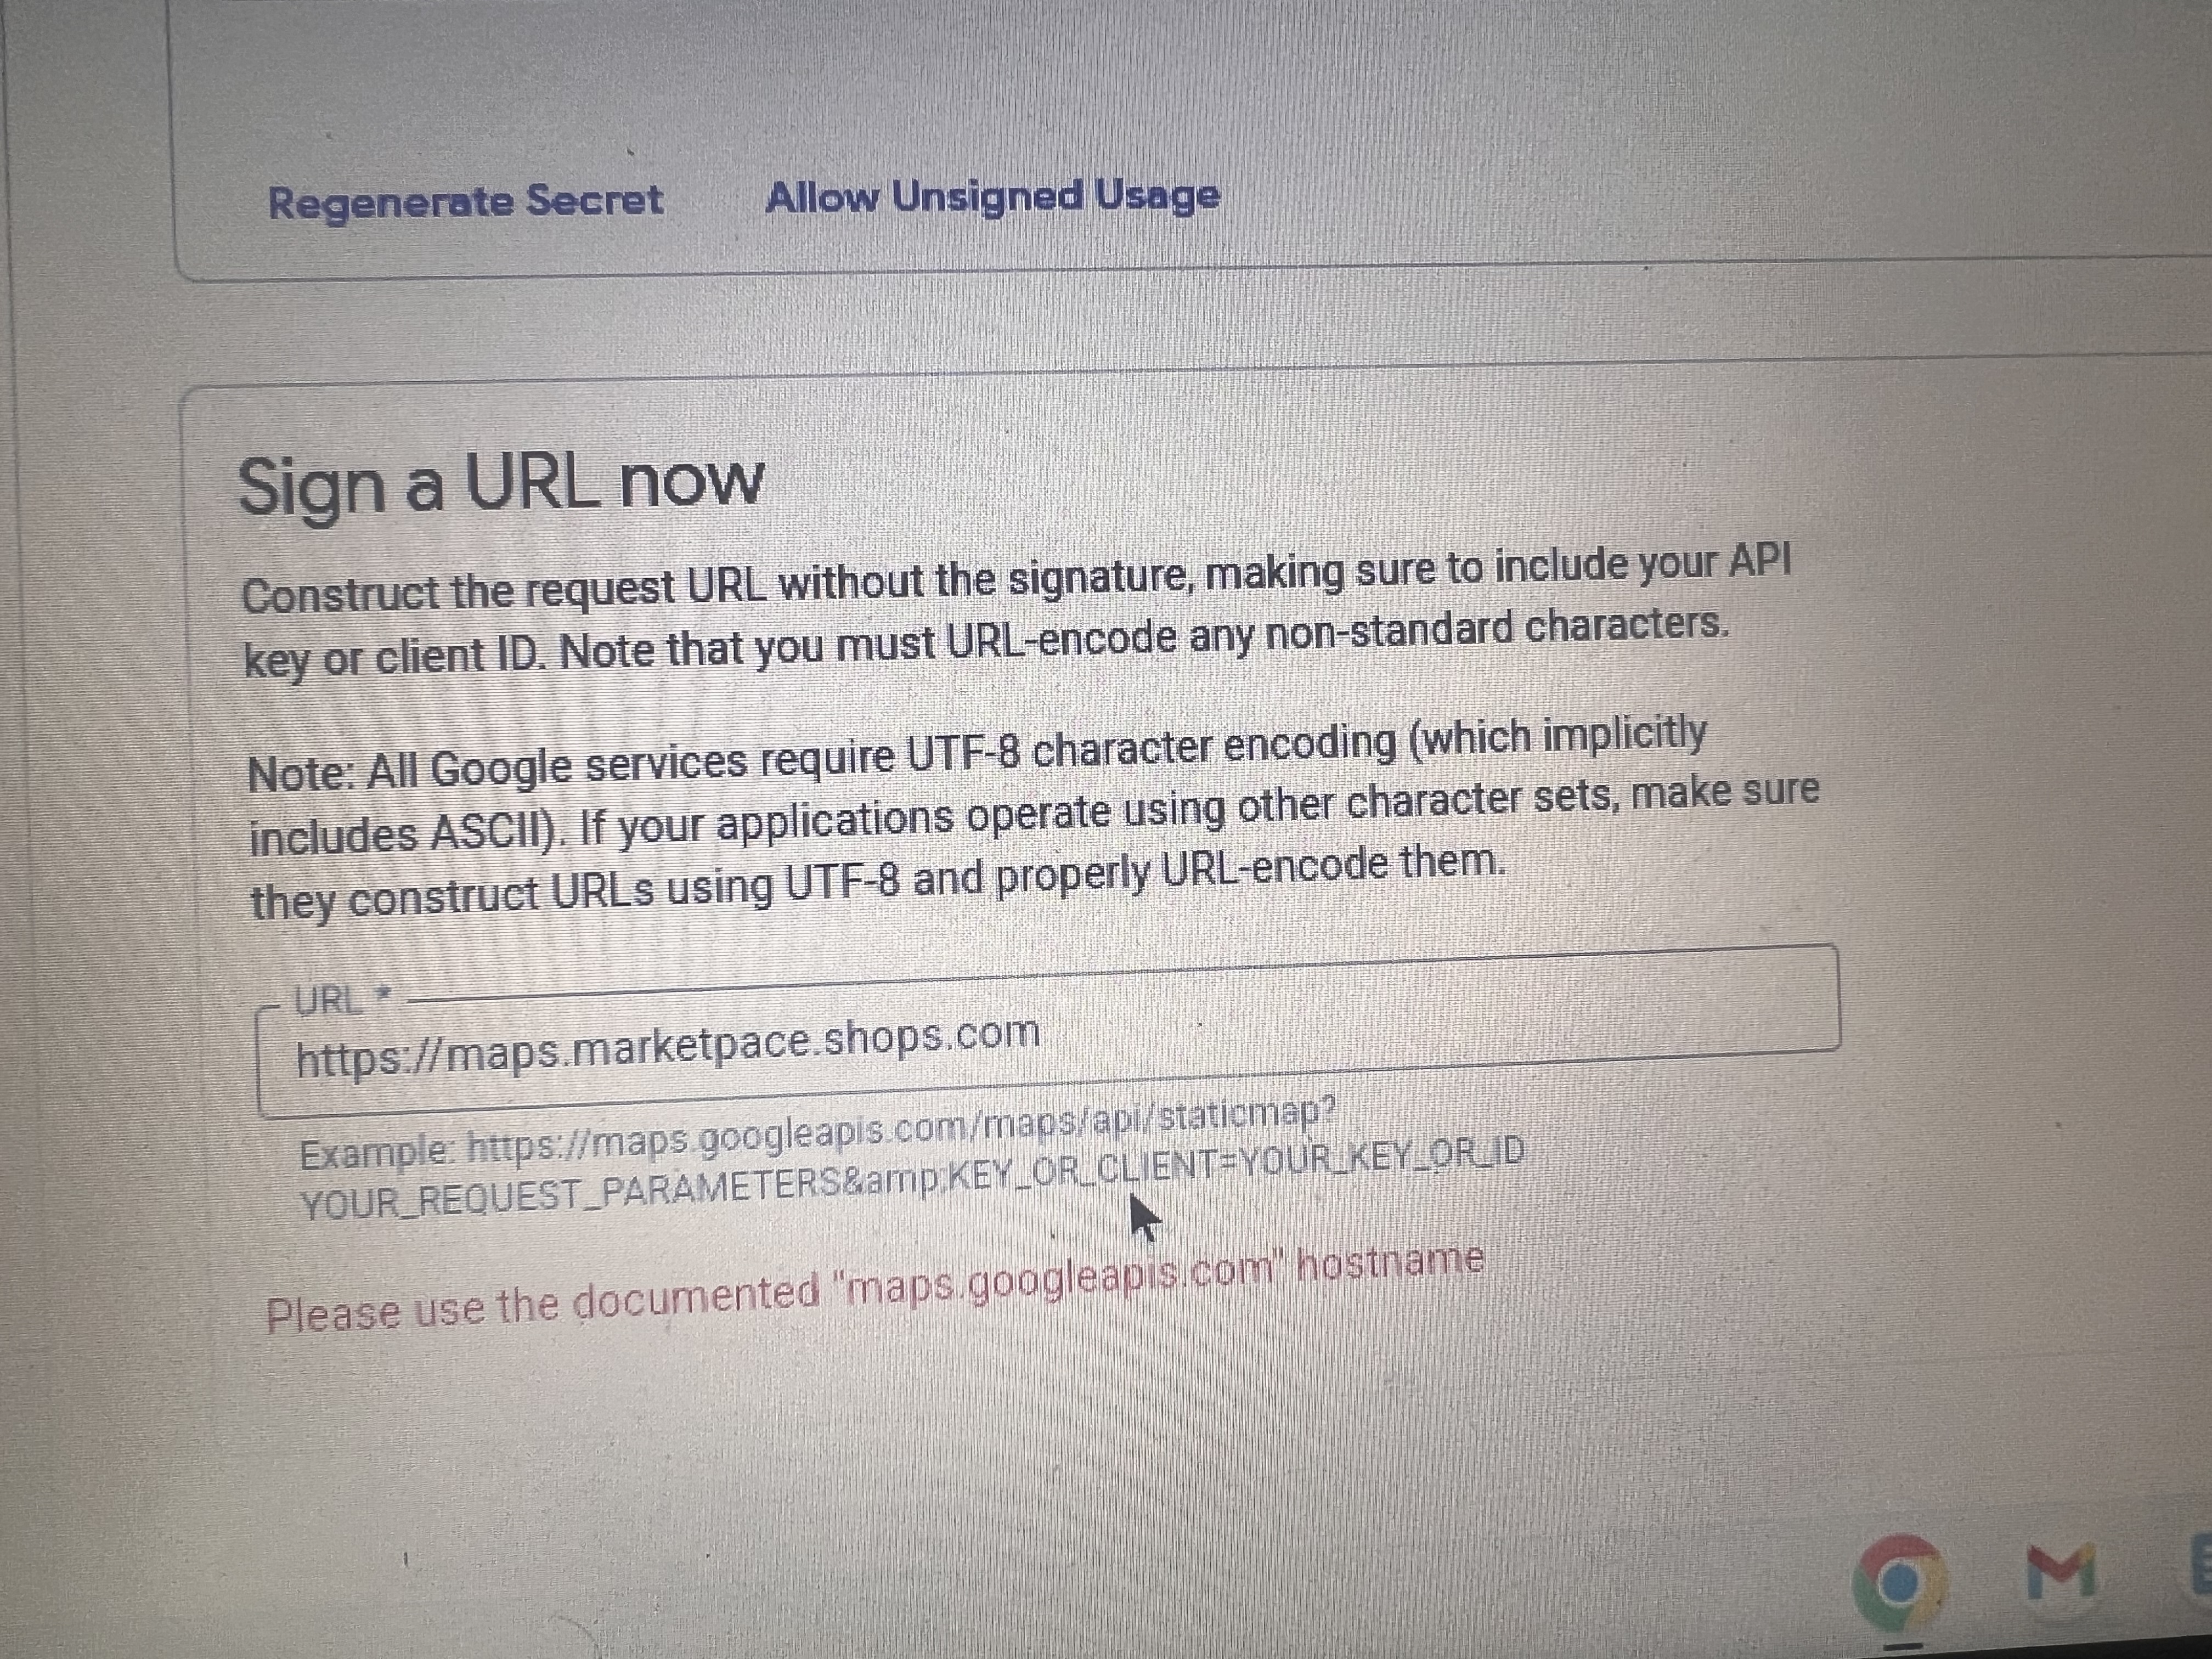 Regenerate Secret Allow Unsigned Usage
Sign a URL now
Construct the request URL without the signature, making sure to include your API
key or client ID. Note that you must URL-encode any non-standard characters.
Note: All Google services require UTF-8 character encoding (which implicitly
includes ASCII). If your applications operate using other character sets, make sure
they construct URLs using UTF-8 and properly URL-encode them.
URL *
https://maps.marketpace.shops.com
Example: https://maps.googleapis.com/maps/api/staticmap?
YOUR_REQUEST_PARAMETERS&amp;KEY_OR_CLIENT=YOUR_KEY_OR_ID
Please use the documented "maps.googleapis.com" hostname